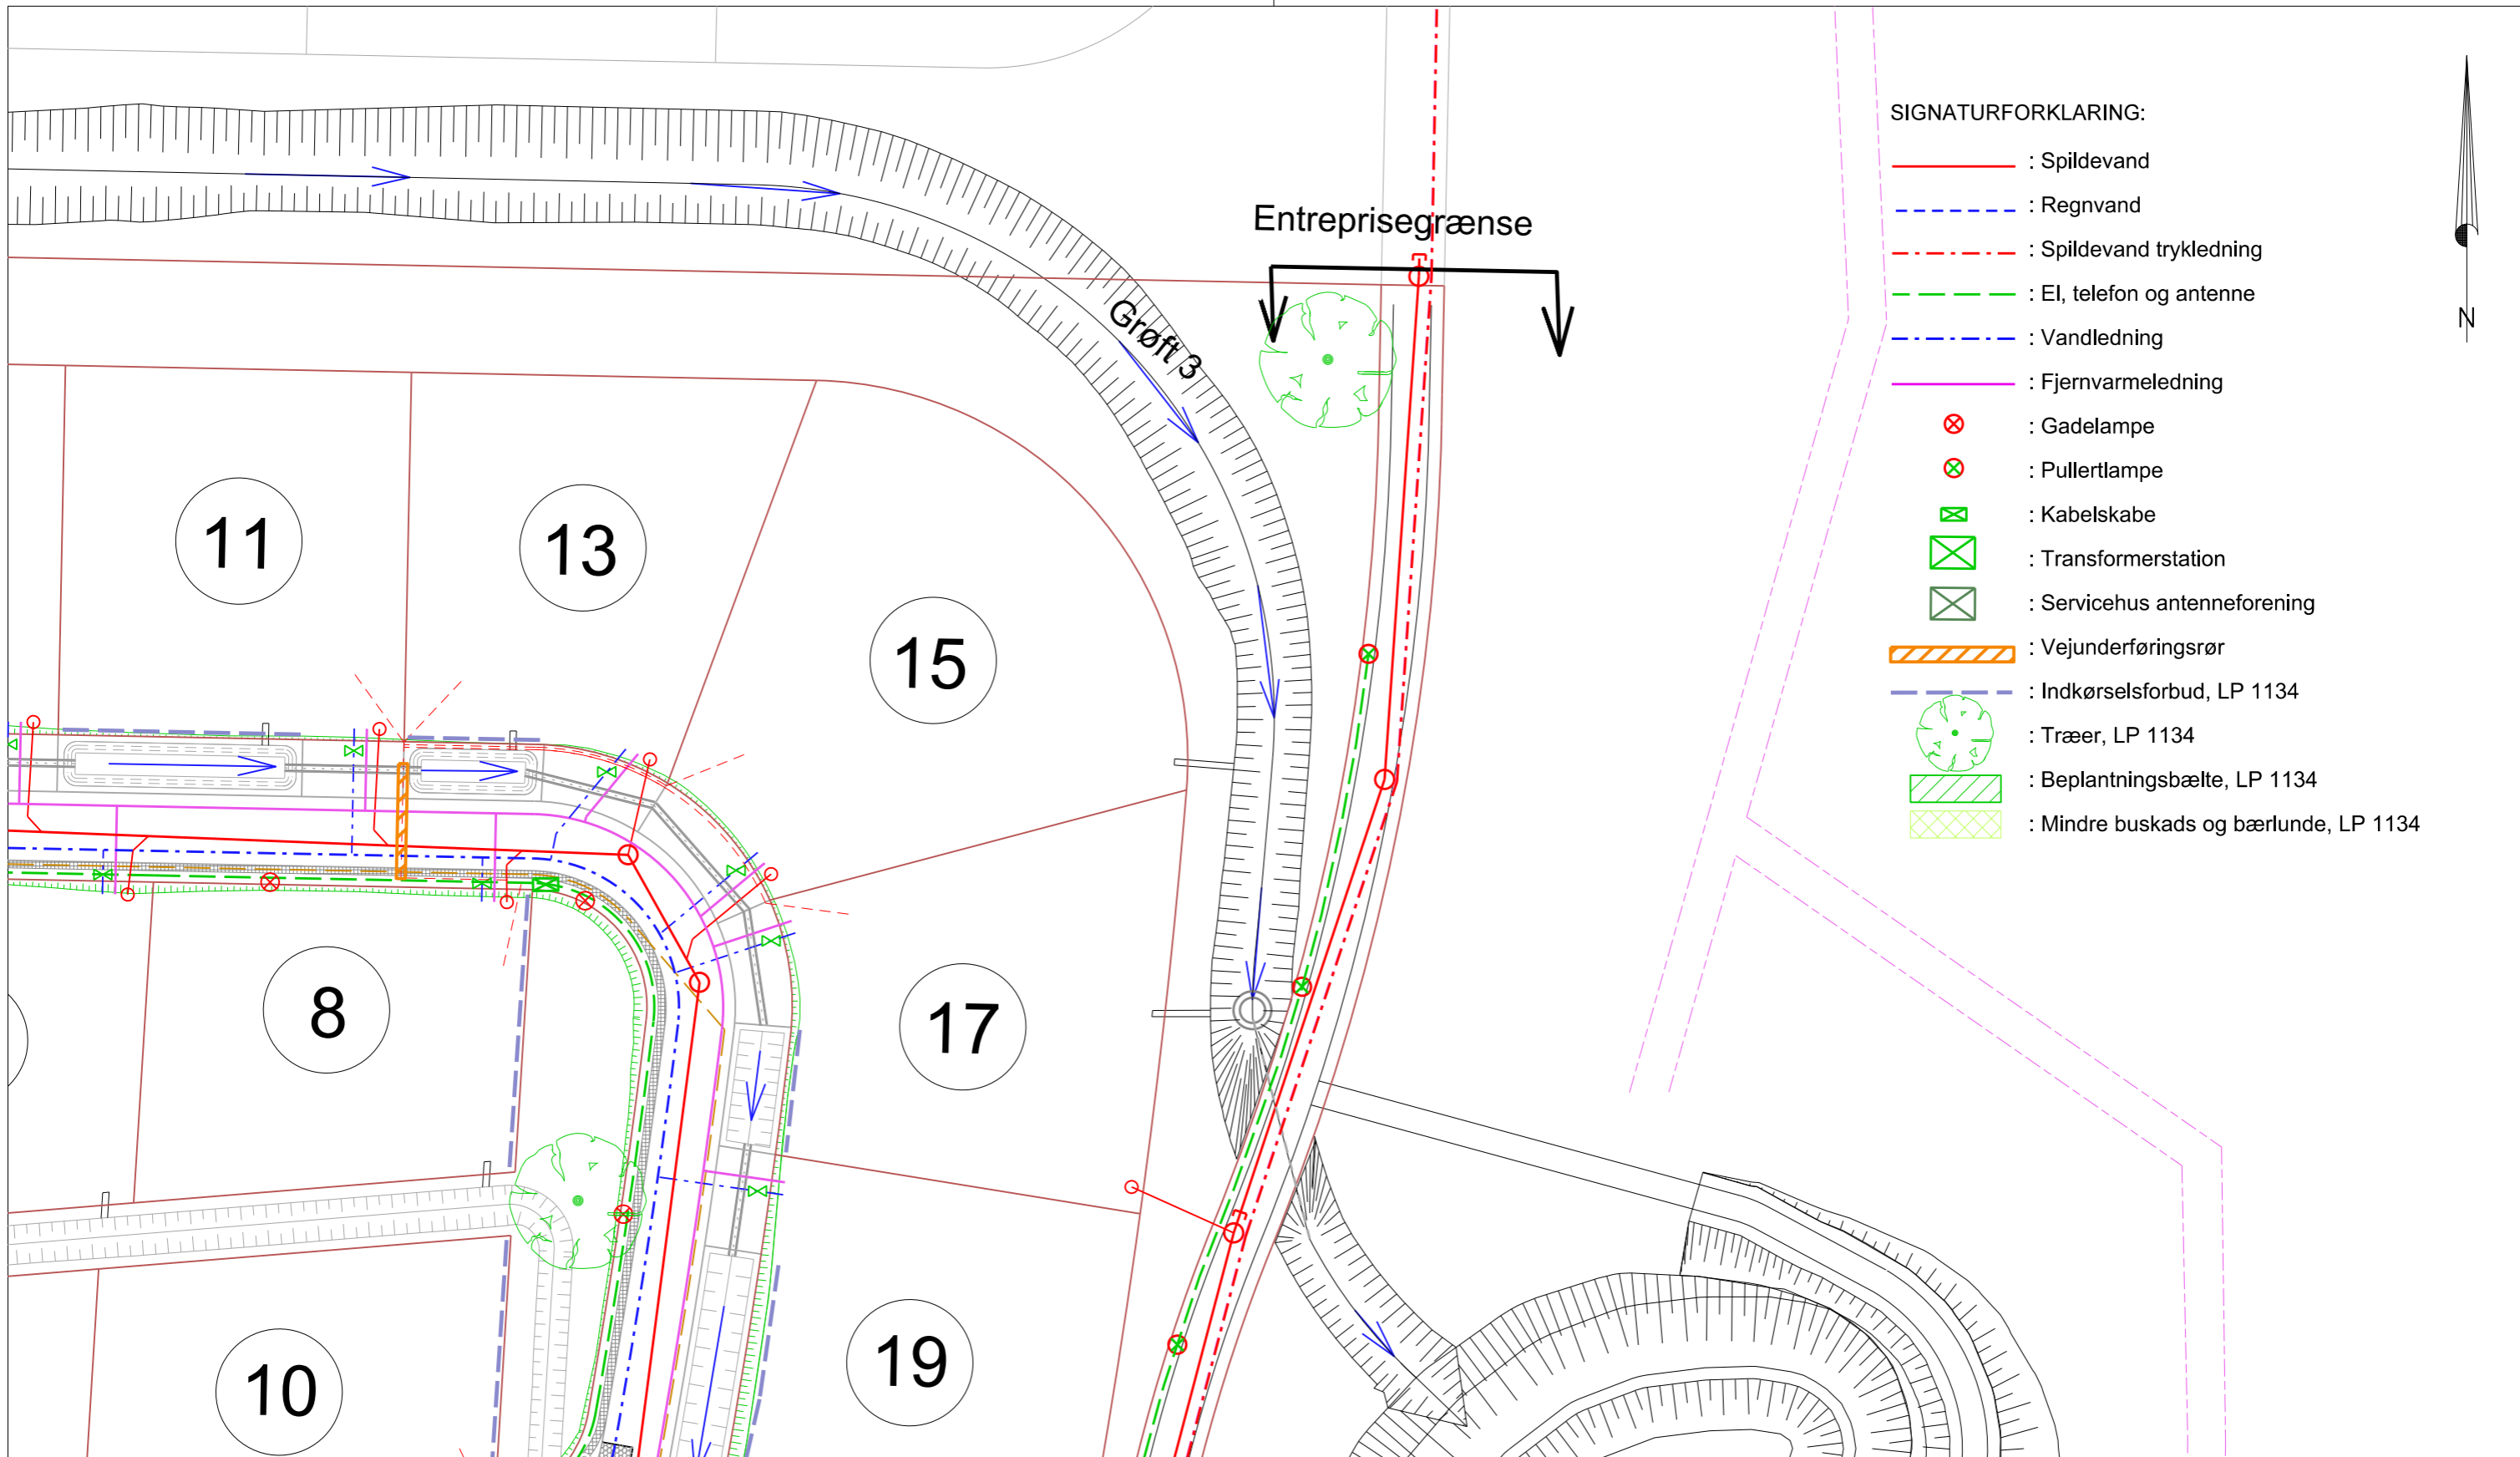 SIGNATURFORKLARING:
: Spildevand
: Regnvand
: Spildevand trykledning
: El, telefon og antenne
: Vandledning
: Fjernvarmeledning
: Gadelampe
: Pullertlampe
: Kabelskabe
: Transformerstation
: Servicehus antenneforening
: Vejunderføringsrør
: Indkørselsforbud, LP 1134
: Træer, LP 1134
: Beplantningsbælte, LP 1134
: Mindre buskads og bærlunde, LP 1134
N
Entreprisegrænse
Grøft 3
11
13
15
8
17
10
19